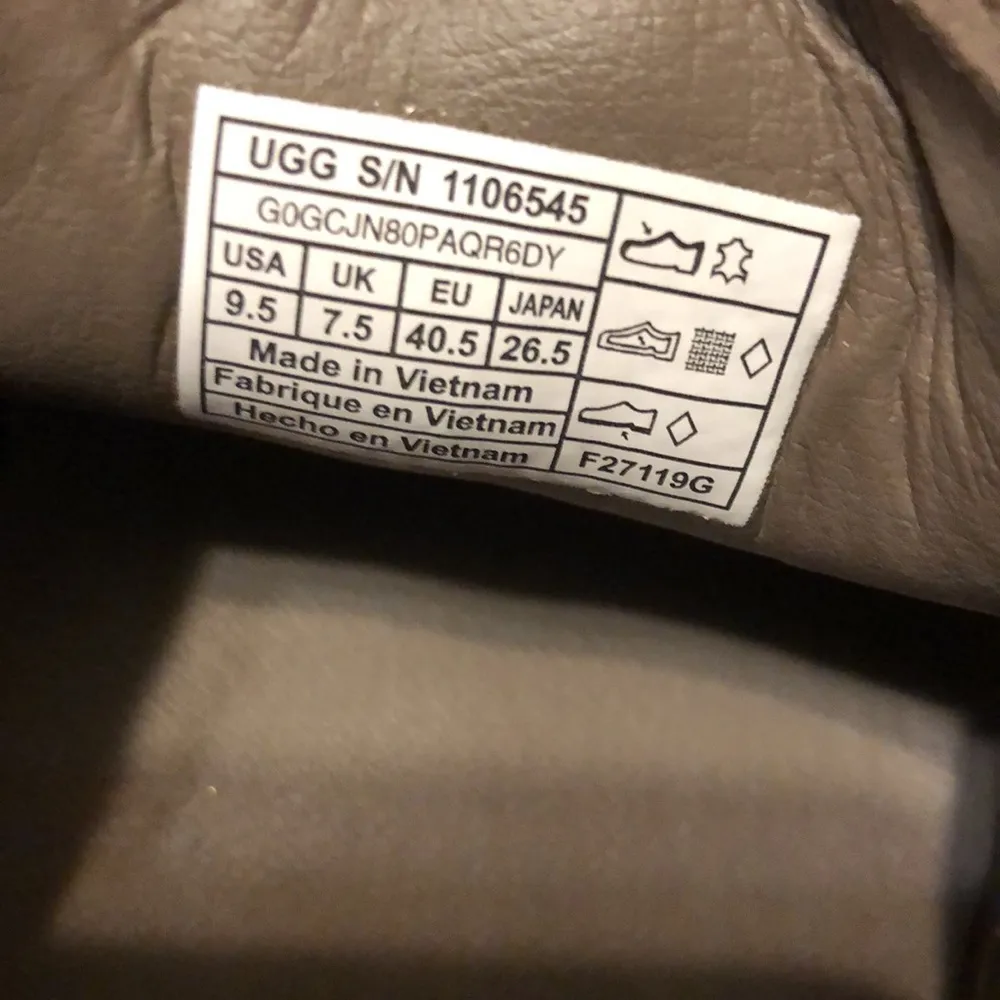 UGG S/N 1106545
G0GCJN80PAQR6DY
USA UK EU JAPAN
9.5 7.5 40.5 26.5
Made in Vietnam
Fabrique en Vietnam
Hecho en Vietnam
F27119G